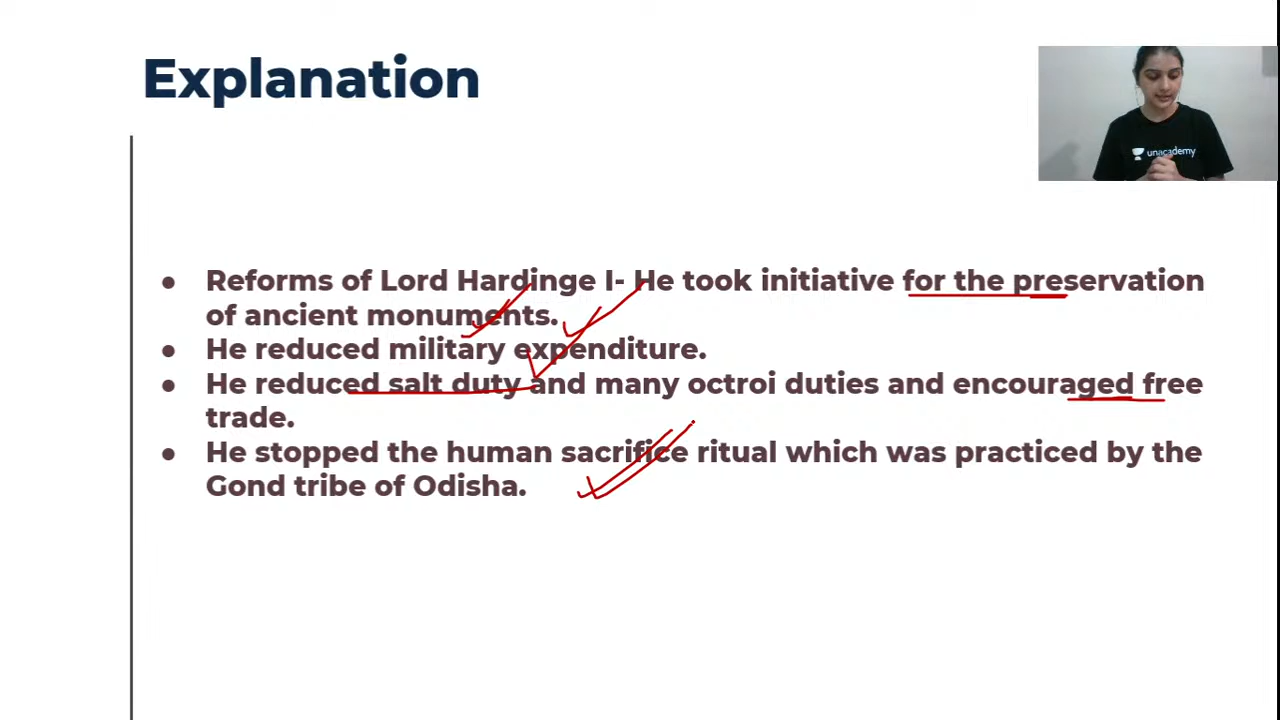 Explanation
unacademy
● Reforms of Lord Hardinge I- He took initiative for the preservation
of ancient monuments.
● He reduced military expenditure.
● He reduced salt duty and many octroi duties and encouraged free
trade.
● He stopped the human sacrifice ritual which was practiced by the
Gond tribe of Odisha.